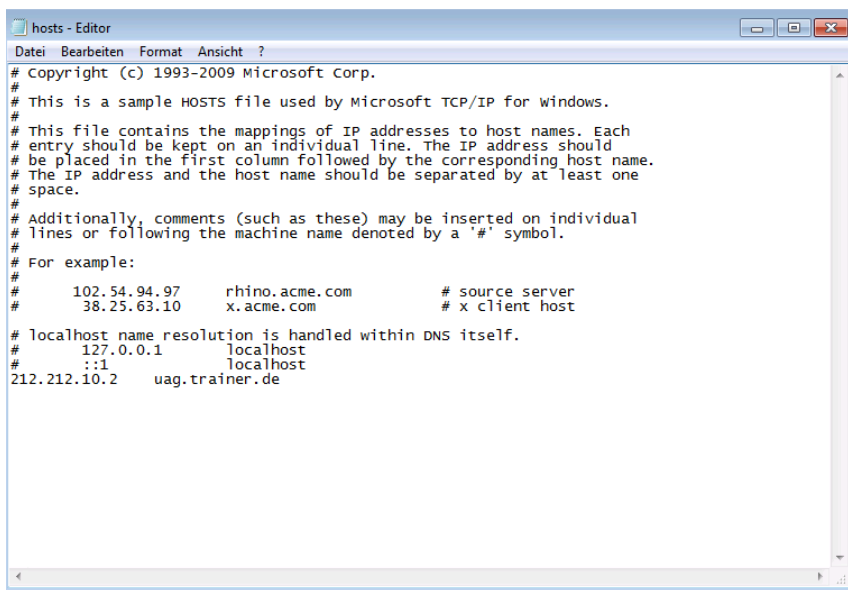 hosts - Editor
Datei Bearbeiten Format Ansicht ?
# Copyright (c) 1993-2009 Microsoft Corp.
#
# This is a sample HOSTS file used by Microsoft TCP/IP for Windows.
#
# This file contains the mappings of IP addresses to host names. Each
# entry should be kept on an individual line. The IP address should
# be placed in the first column followed by the corresponding host name.
# The IP address and the host name should be separated by at least one
# space.
#
# Additionally, comments (such as these) may be inserted on individual
# lines or following the machine name denoted by a '#' symbol.
#
# For example:
#
#      102.54.94.97     rhino.acme.com          # source server
#       38.25.63.10     x.acme.com              # x client host
# localhost name resolution is handled within DNS itself.
#       127.0.0.1       localhost
#       ::1             localhost
212.212.10.2    uag.trainer.de